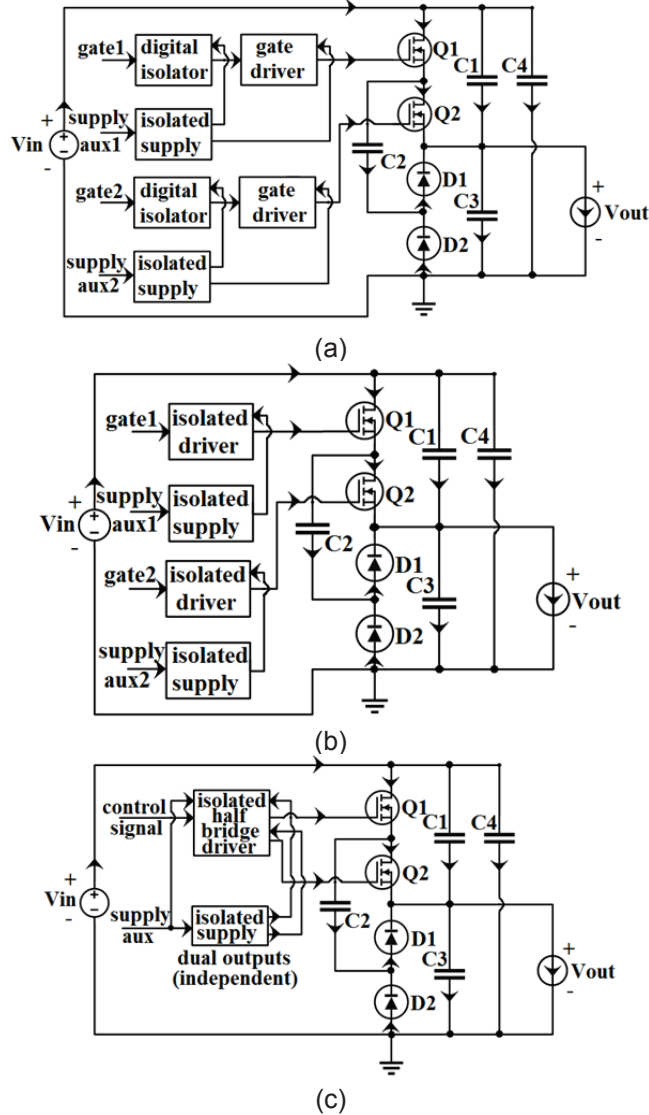 gate1
digital
isolator
gate
driver
Q1
C1
C4
supply
aux1
isolated
supply
Q2
+
Vin
-
C2
gate2
digital
isolator
gate
driver
D1
C3
+
Vout
-
supply
aux2
isolated
supply
D2
(a)
gate1
isolated
driver
Q1
C1
C4
supply
aux1
isolated
supply
Q2
+
Vin
-
C2
gate2
isolated
driver
D1
C3
+
Vout
-
supply
aux2
isolated
supply
D2
(b)
control
signal
isolated
half
bridge
driver
Q1
C1
C4
Q2
+
Vin
-
supply
aux
isolated
supply
C2
dual outputs
(independent)
D1
C3
+
Vout
-
D2
(c)